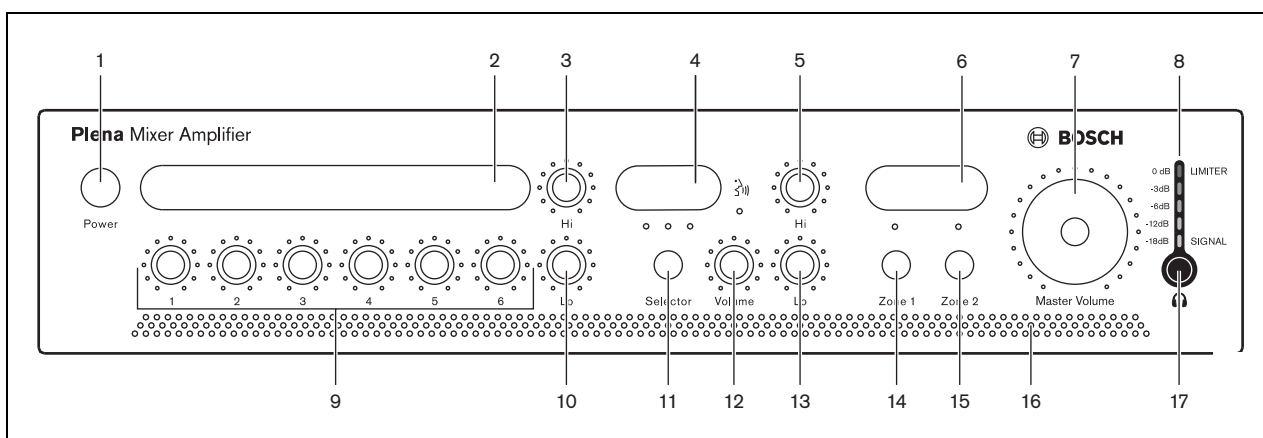 1 2 3 4 5 6 7 8
Plena Mixer Amplifier
BOSCH
0 dB LIMITER
-3dB
-6dB
-12dB
-18dB SIGNAL
Power
Hi
Hi
1 2 3 4 5 6 Lo Selector Volume Lo Zone 1 Zone 2 Master Volume
9 10 11 12 13 14 15 16 17